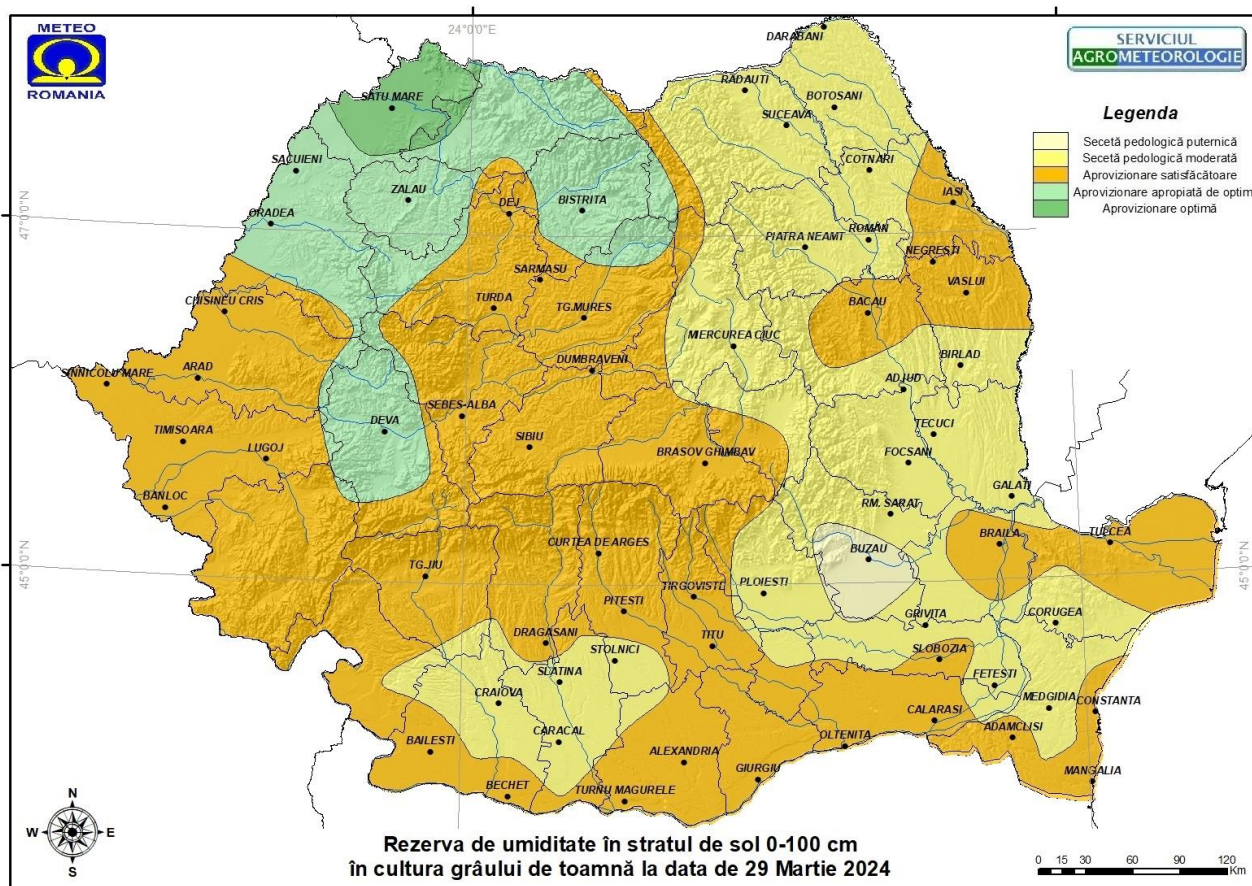 METEO
ROMANIA
24°0'0"E
SERVICIUL
AGROMETEOROLOGIE
Legenda
Secetă pedologică puternică
Secetă pedologică moderată
Aprovizionare satisfăcătoare
Aprovizionare apropiată de optim
Aprovizionare optimă
DARABANI
RADAUTI
BOTOSANI
SUCEAVA
SATU MARE
COTNARI
SACUIENI
ZALAU
BISTRITA
IASI
DEJ
ORADEA
47°0'0"N
47°0'0"N
ROMAN
PIATRA NEAMT
NEGRESTI
SARMASU
VASLUI
CHISINEU CRIS
TURDA
TG.MURES
BACAU
MIERCUREA CIUC
BIRLAD
DUMBRAVENI
SINNICOLU MARE
ARAD
ADJUD
SEBES-ALBA
DEVA
TECUCI
TIMISOARA
SIBIU
LUGOJ
BRASOV GHIMBAV
FOCSANI
GALATI
BANLOC
RM. SARAT
BRAILA
TULCEA
CURTEA DE ARGES
BUZAU
45°0'0"N
45°0'0"N
TG.JIU
TIRGOVISTE
PLOIESTI
PITESTI
GRIVITA
CORUGEA
DRAGASANI
STOLNICI
TITU
SLOBOZIA
SLATINA
FETESTI
CRAIOVA
MEDGIDIA
CONSTANTA
CALARASI
CARACAL
ADAMCLISI
OLTENITA
BAILESTI
ALEXANDRIA
GIURGIU
MANGALIA
BECHET
TURNU MAGURELE
N
W
E
S
Rezerva de umiditate în stratul de sol 0-100 cm
în cultura grâului de toamnă la data de 29 Martie 2024
0 15 30 60 90 120
Km